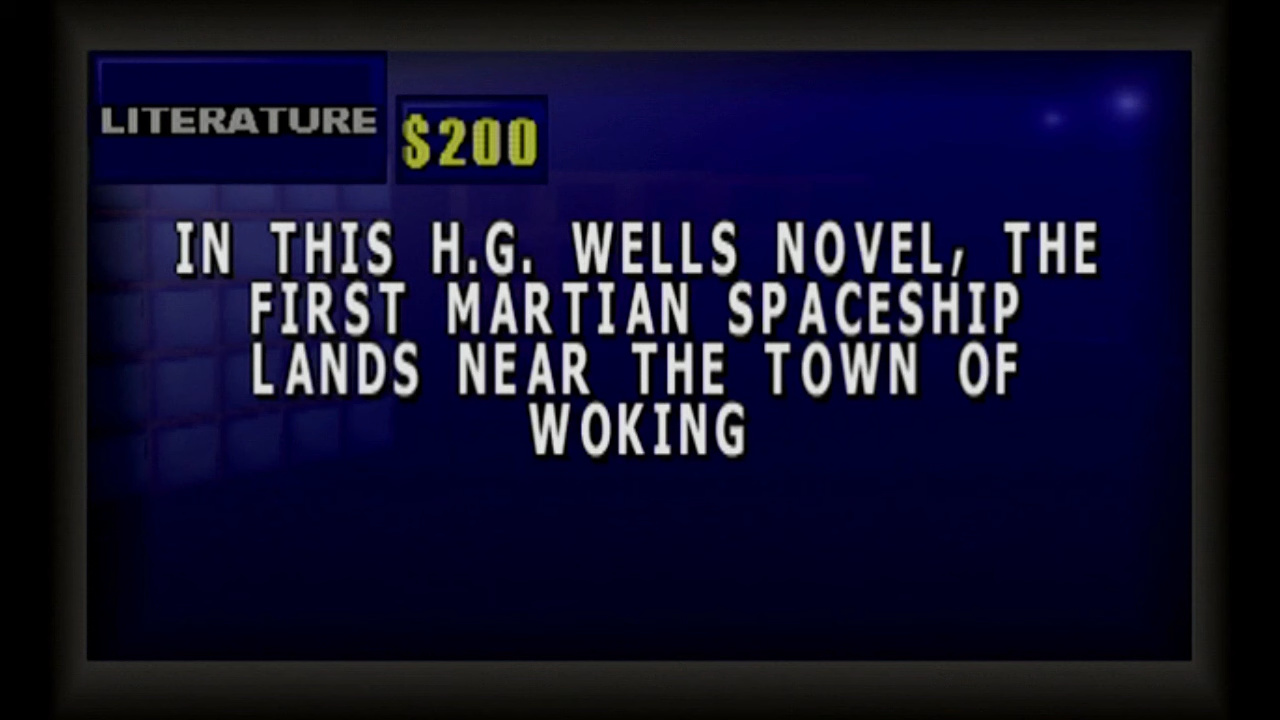 LITERATURE
$200
IN THIS H.G. WELLS NOVEL, THE
FIRST MARTIAN SPACESHIP
LANDS NEAR THE TOWN OF
WOKING